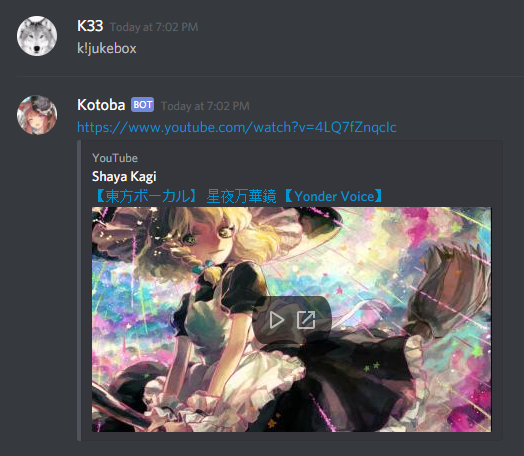 K33 Today at 7:02 PM
k!jukebox
Kotoba BOT Today at 7:02 PM
https://www.youtube.com/watch?v=4LQ7fZnqclc
YouTube
Shaya Kagi
【東方ボーカル】 星夜万華鏡 【 Yonder Voice】